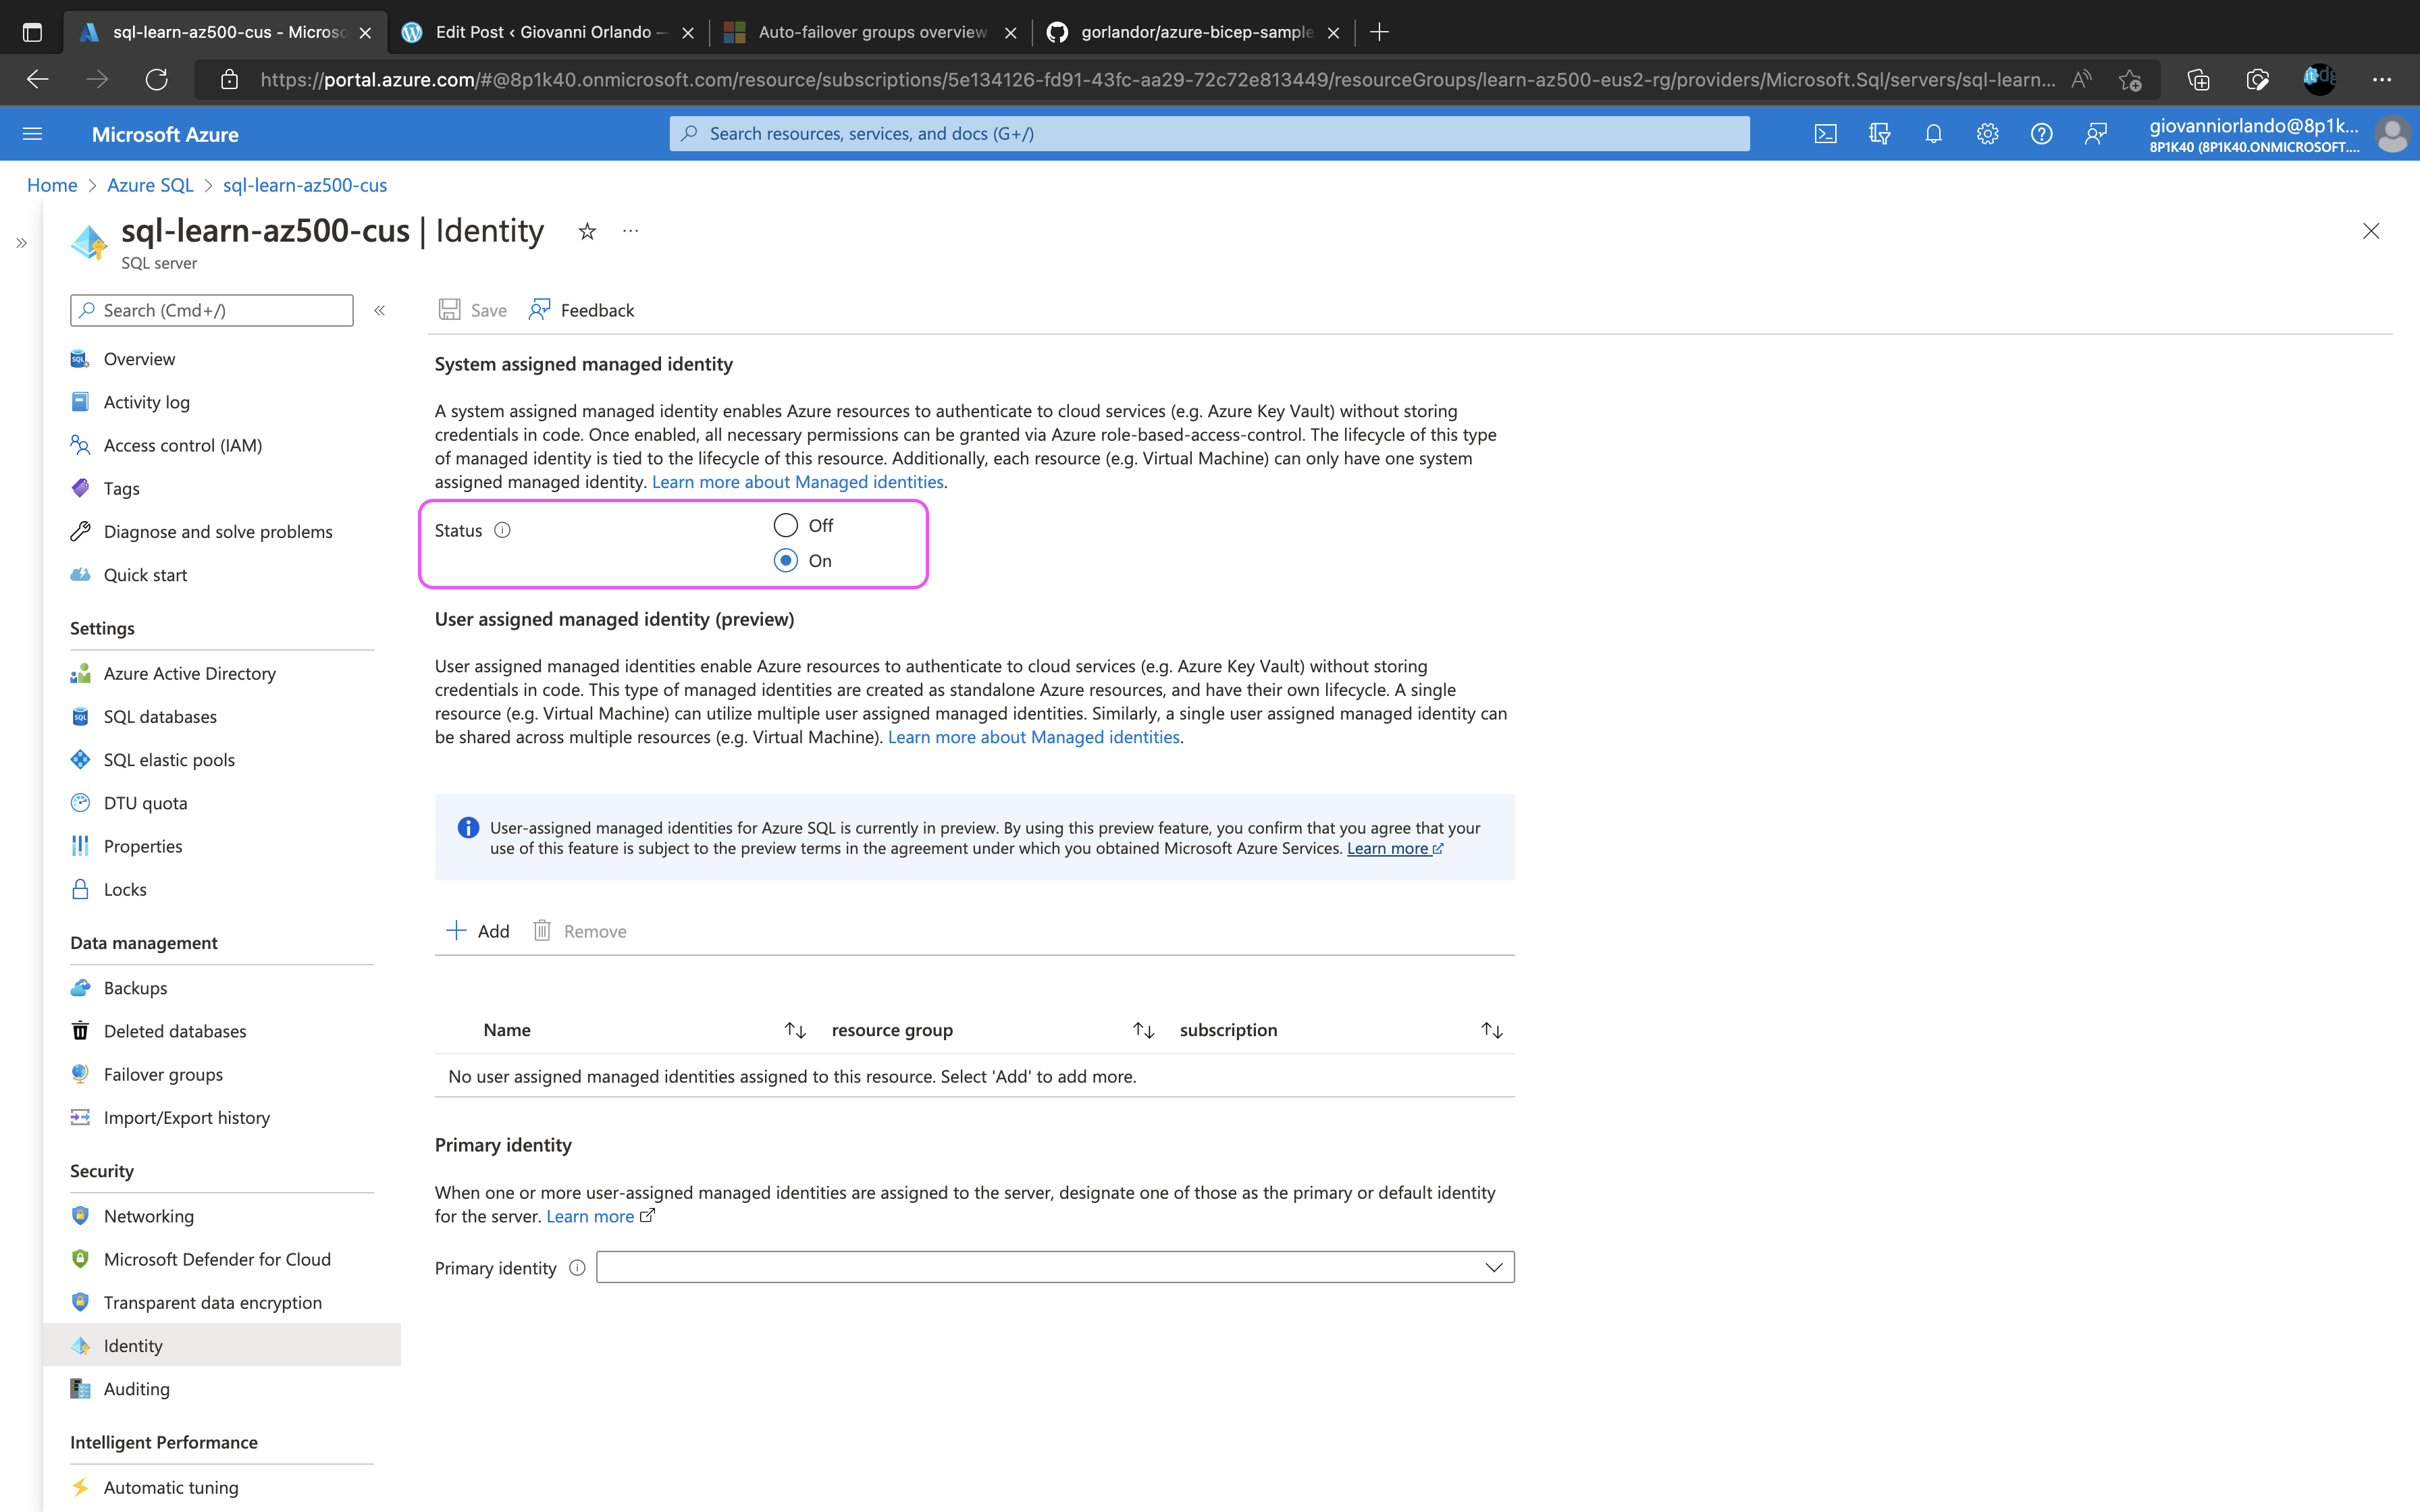 sql-learn-az500-cus - Microso
Edit Post ‹ Giovanni Orlando —
Auto-failover groups overview
gorlandor/azure-bicep-sample
https://portal.azure.com/#@8p1k40.onmicrosoft.com/resource/subscriptions/5e134126-fd91-43fc-aa29-72c72e813449/resourceGroups/learn-az500-eus2-rg/providers/Microsoft.Sql/servers/sql-learn...
Microsoft Azure
Search resources, services, and docs (G+/)
giovanniorlando@8p1k...
8P1K40 (8P1K40.ONMICROSOFT....
Home > Azure SQL > sql-learn-az500-cus
sql-learn-az500-cus | Identity
SQL server
Search (Cmd+/)
Overview
Activity log
Access control (IAM)
Tags
Diagnose and solve problems
Quick start
Settings
Azure Active Directory
SQL databases
SQL elastic pools
DTU quota
Properties
Locks
Data management
Backups
Deleted databases
Failover groups
Import/Export history
Security
Networking
Microsoft Defender for Cloud
Transparent data encryption
Identity
Auditing
Intelligent Performance
Automatic tuning
Save Feedback
System assigned managed identity
A system assigned managed identity enables Azure resources to authenticate to cloud services (e.g. Azure Key Vault) without storing
credentials in code. Once enabled, all necessary permissions can be granted via Azure role-based-access-control. The lifecycle of this type
of managed identity is tied to the lifecycle of this resource. Additionally, each resource (e.g. Virtual Machine) can only have one system
assigned managed identity. Learn more about Managed identities.
Status
Off
On
User assigned managed identity (preview)
User assigned managed identities enable Azure resources to authenticate to cloud services (e.g. Azure Key Vault) without storing
credentials in code. This type of managed identities are created as standalone Azure resources, and have their own lifecycle. A single
resource (e.g. Virtual Machine) can utilize multiple user assigned managed identities. Similarly, a single user assigned managed identity can
be shared across multiple resources (e.g. Virtual Machine). Learn more about Managed identities.
User-assigned managed identities for Azure SQL is currently in preview. By using this preview feature, you confirm that you agree that your
use of this feature is subject to the preview terms in the agreement under which you obtained Microsoft Azure Services. Learn more
Add Remove
Name resource group subscription
No user assigned managed identities assigned to this resource. Select 'Add' to add more.
Primary identity
When one or more user-assigned managed identities are assigned to the server, designate one of those as the primary or default identity
for the server. Learn more
Primary identity